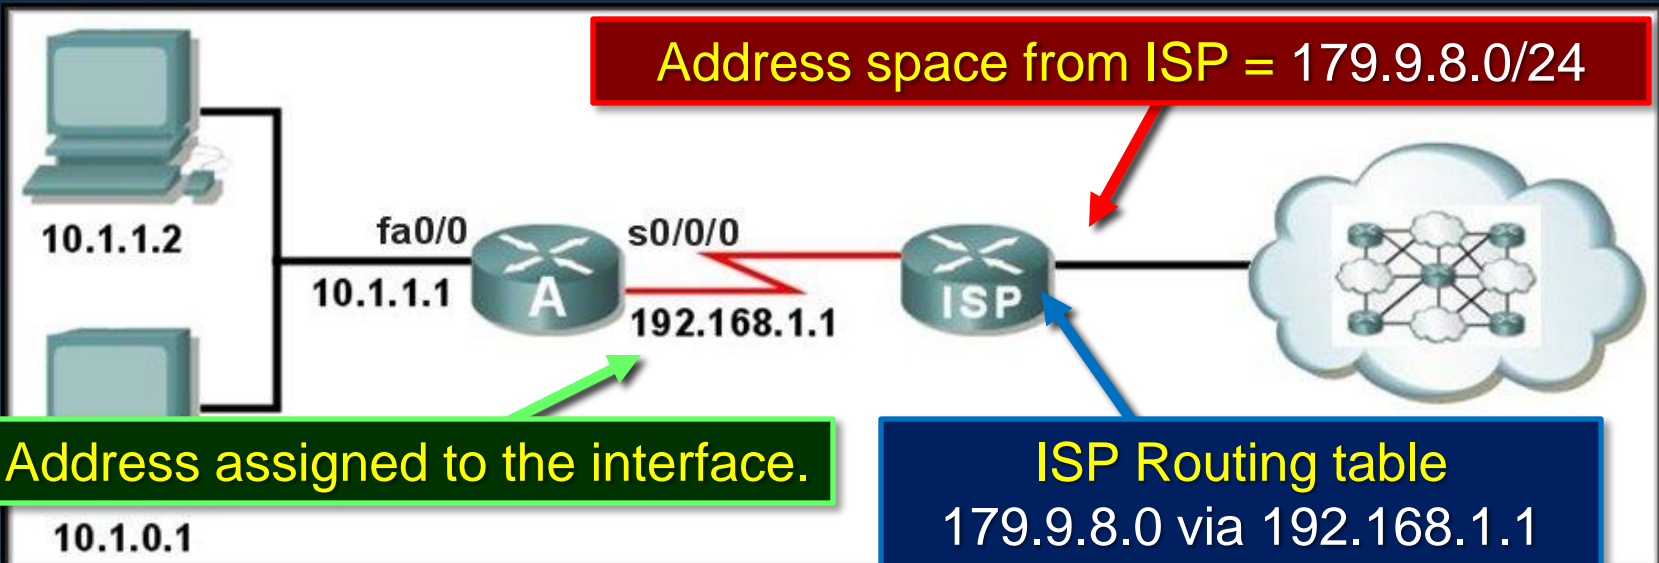 Address space from ISP = 179.9.8.0/24
10.1.1.2
fa0/0
s0/0/0
10.1.1.1
A
192.168.1.1
ISP
Address assigned to the interface.
ISP Routing table
179.9.8.0 via 192.168.1.1
10.1.0.1